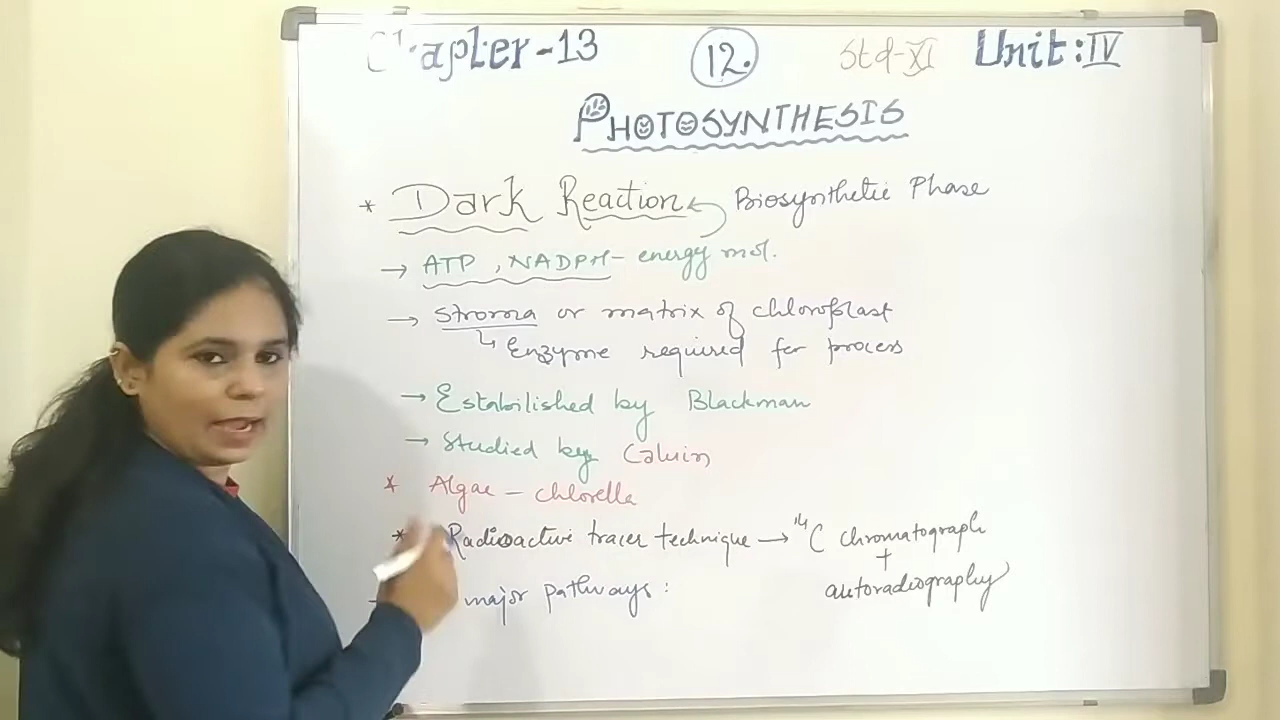 Chapter-13 12. Std-XI Unit: IV
PHOTOSYNTHESIS
* Dark Reaction Biosynthetic Phase
→ ATP, NADPH - energy mol.
→ Stroma or matrix of chloroplast
↳ Enzyme required for process
→ Estabilished by Blackman
→ Studied by Calvin
* Algae - chlorella
* Radioactive tracer technique → ¹⁴C chromatograph
+
autoradiography
major pathways: